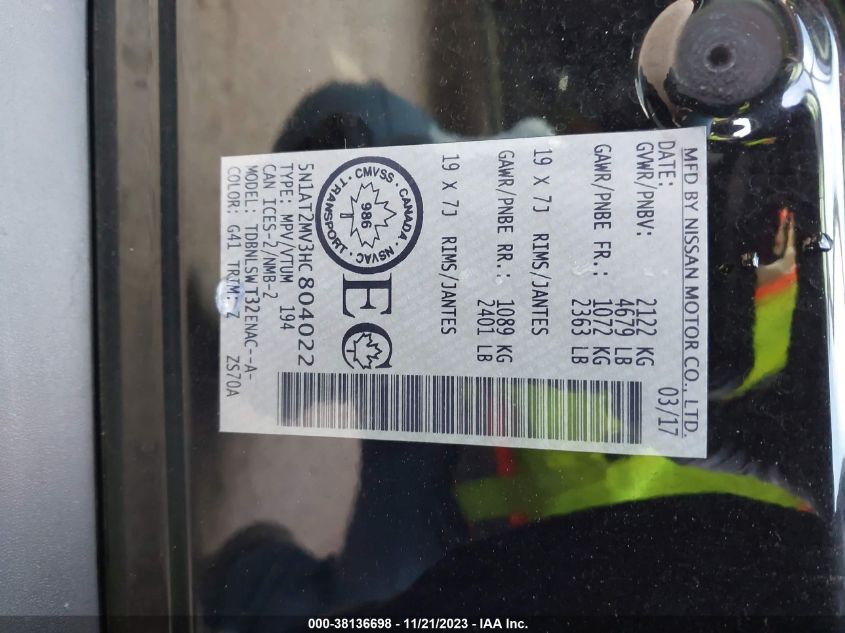 MFD BY NISSAN MOTOR CO., LTD.
DATE: 03/17
GVWR/PNBV: 2122 KG
4679 LB
GAWR/PNBE FR.: 1072 KG
2363 LB
19 X 7J RIMS/JANTES
GAWR/PNBE RR.: 1089 KG
2401 LB
19 X 7J RIMS/JANTES
CMVSS · CANADA · NSVAC · TRANSPORT ·
986
EC
5N1AT2MV3HC804022
TYPE: MPV/VTUM 194
CAN ICES-2/NMB-2
MODEL: TDBNLSWT32ENAC--A-
COLOR: G41 TRIM: Z ZS70A
000-38136698 - 11/21/2023 - IAA Inc.